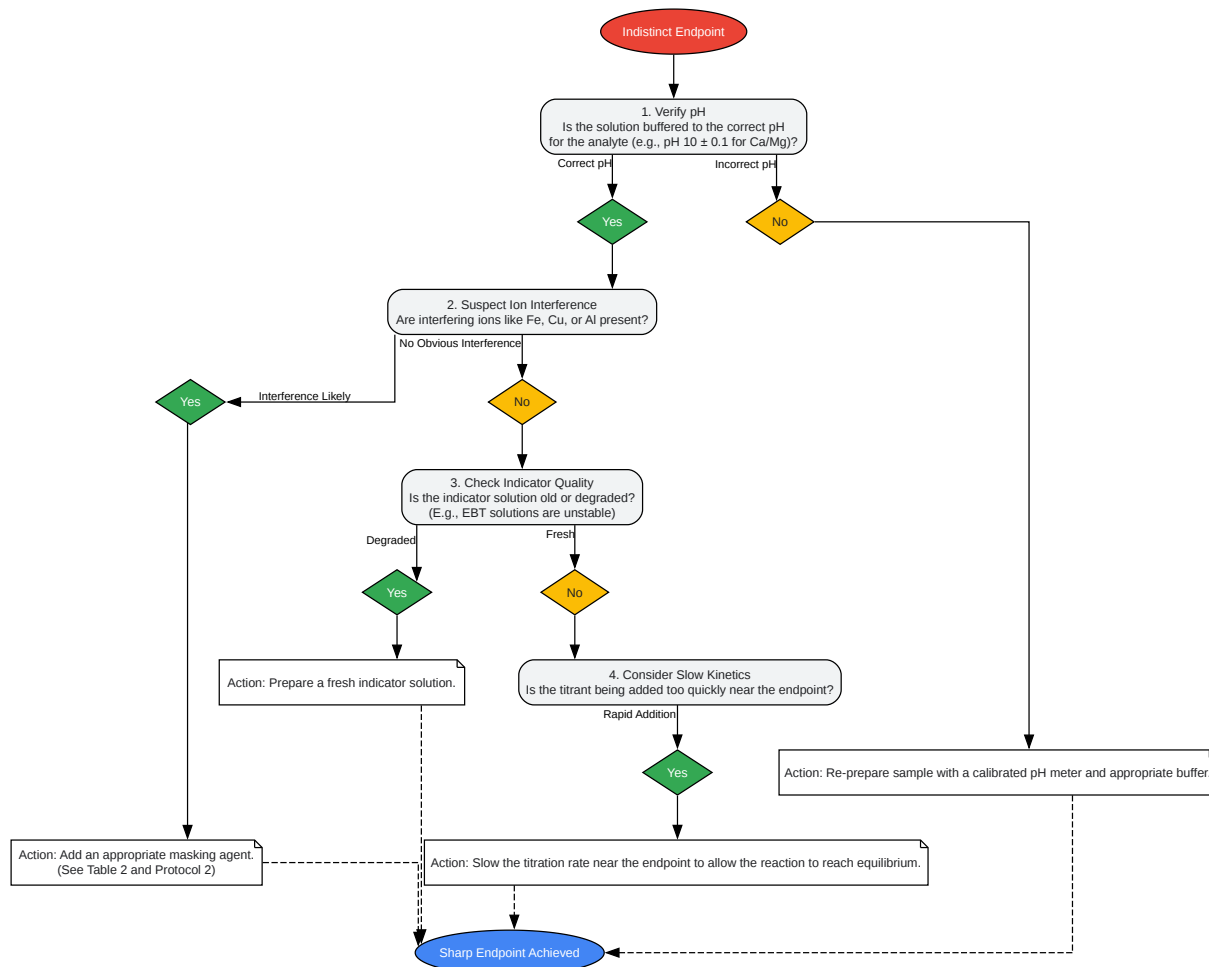 Indistinct Endpoint
1. Verify pH
Is the solution buffered to the correct pH
for the analyte (e.g., pH 10 ± 0.1 for Ca/Mg)?
Correct pH
Incorrect pH
Yes
No
2. Suspect Ion Interference
Are interfering ions like Fe, Cu, or Al present?
No Obvious Interference
Interference Likely
Yes
No
3. Check Indicator Quality
Is the indicator solution old or degraded?
(E.g., EBT solutions are unstable)
Degraded
Fresh
Yes
No
Action: Prepare a fresh indicator solution.
4. Consider Slow Kinetics
Is the titrant being added too quickly near the endpoint?
Rapid Addition
Yes
Action: Re-prepare sample with a calibrated pH meter and appropriate buffer.
Action: Add an appropriate masking agent.
(See Table 2 and Protocol 2)
Action: Slow the titration rate near the endpoint to allow the reaction to reach equilibrium.
Sharp Endpoint Achieved